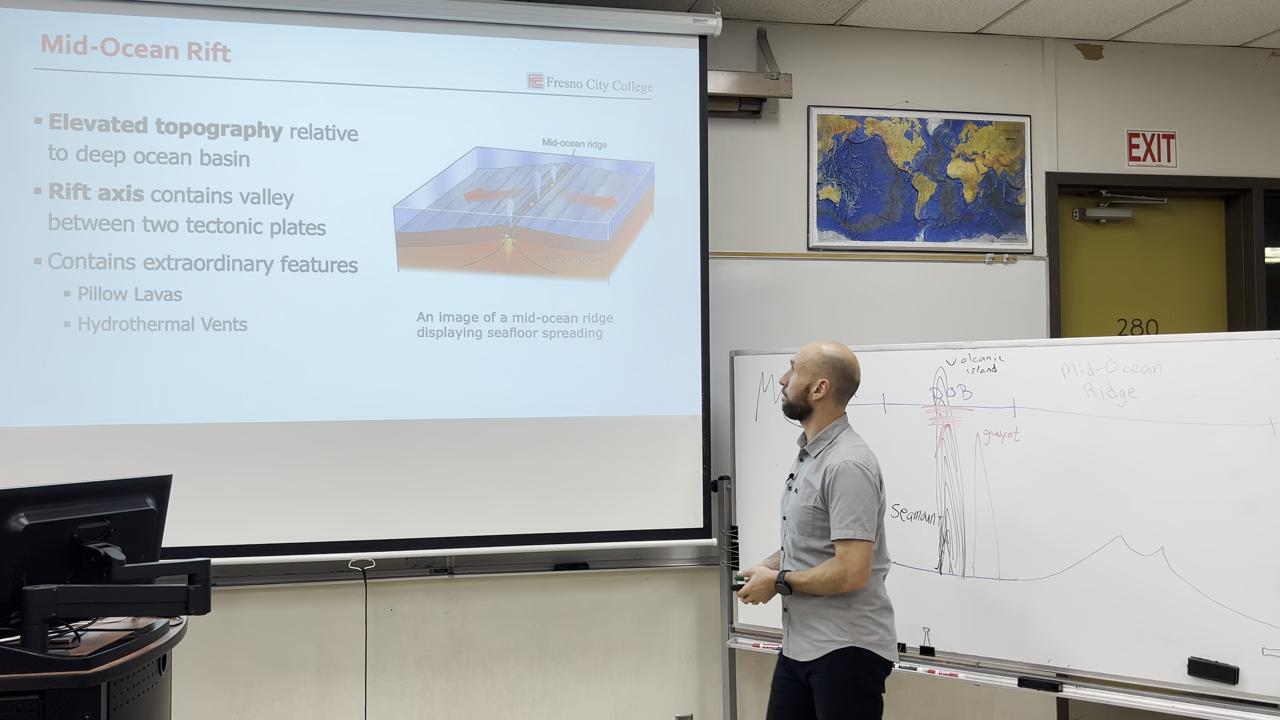 Mid-Ocean Rift
Fresno City College
▪ Elevated topography relative
to deep ocean basin
▪ Rift axis contains valley
between two tectonic plates
▪ Contains extraordinary features
▪ Pillow Lavas
▪ Hydrothermal Vents
Mid-ocean ridge
Asthenosphere
An image of a mid-ocean ridge
displaying seafloor spreading
EXIT
280
Volcanic
island
DOB
guyot
Seamount
Mid-Ocean
Ridge